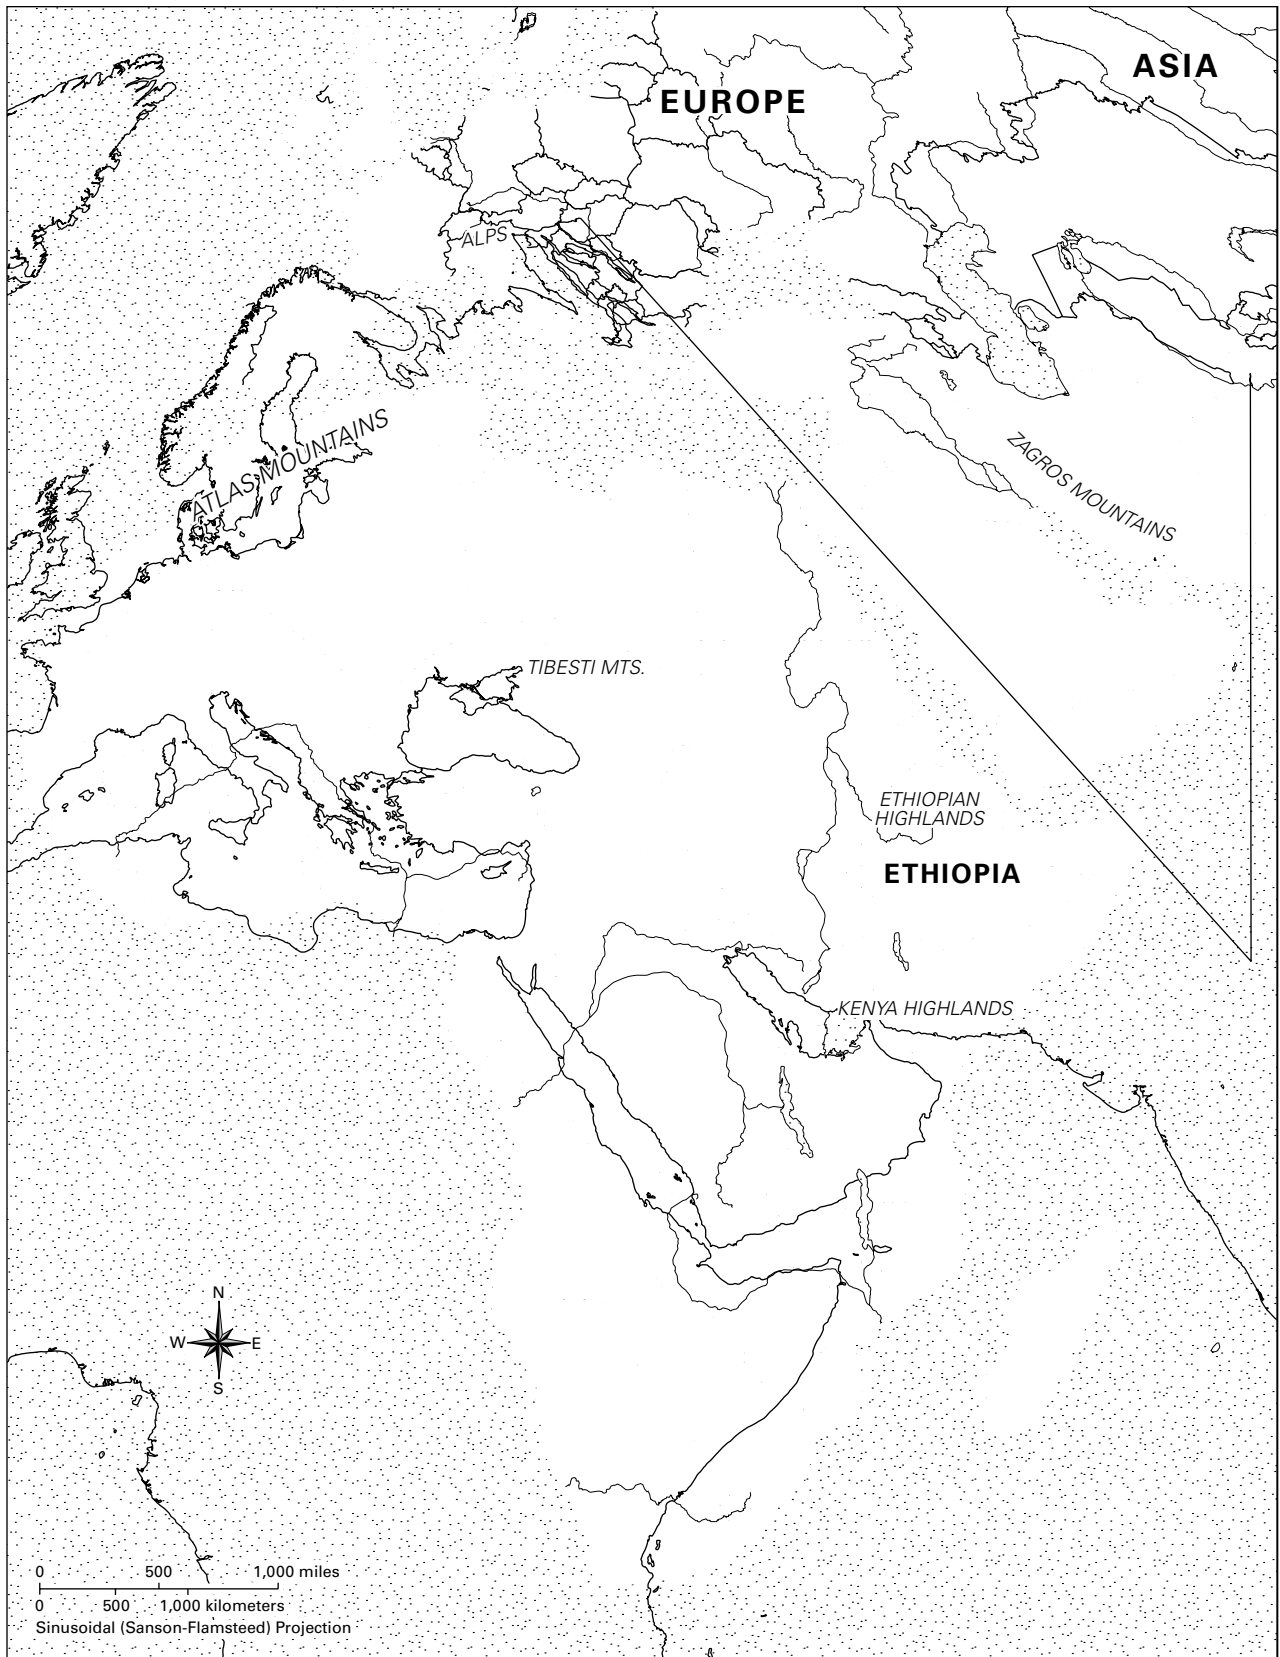 ASIA
EUROPE
ALPS
ATLAS MOUNTAINS
ZAGROS MOUNTAINS
TIBESTI MTS.
ETHIOPIAN
HIGHLANDS
ETHIOPIA
KENYA HIGHLANDS
N
W E
S
0 500 1,000 miles
0 500 1,000 kilometers
Sinusoidal (Sanson-Flamsteed) Projection